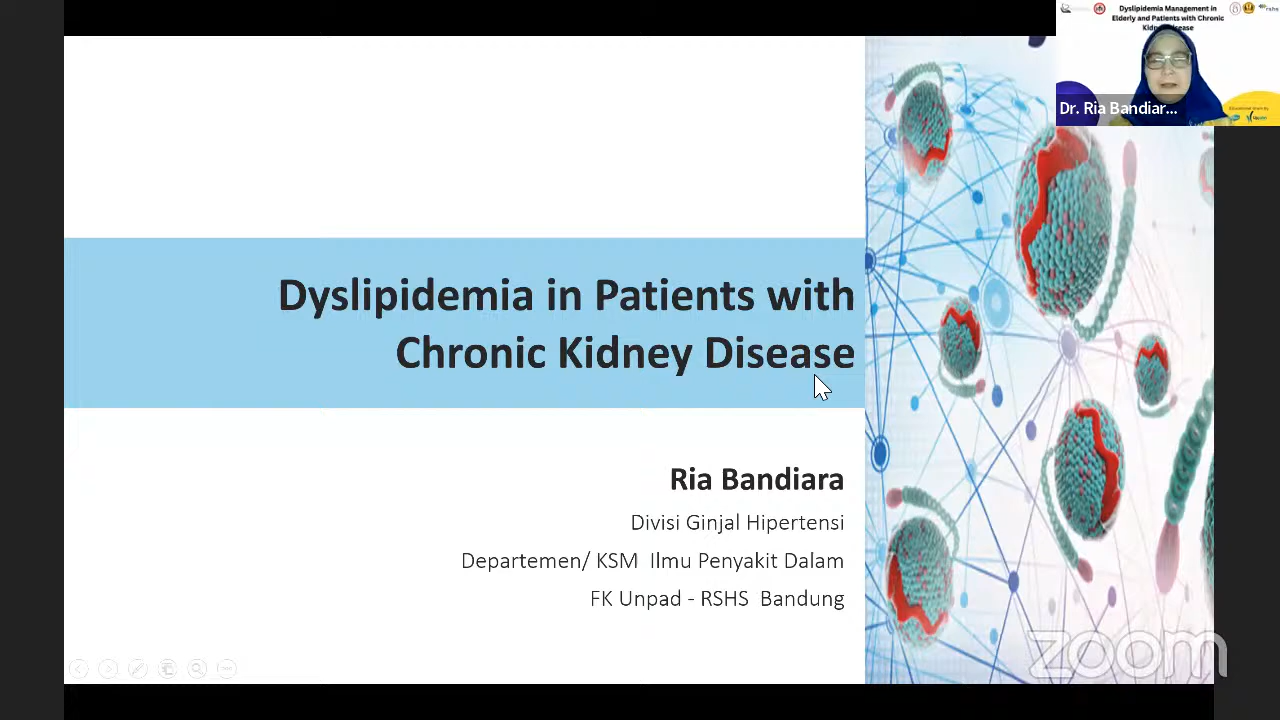 Dyslipidemia Management in
Elderly and Patients with Chronic
Dr. Ria Bandiar...
Dyslipidemia in Patients with
Chronic Kidney Disease
Ria Bandiara
Divisi Ginjal Hipertensi
Departemen/ KSM Ilmu Penyakit Dalam
FK Unpad - RSHS Bandung
zoom